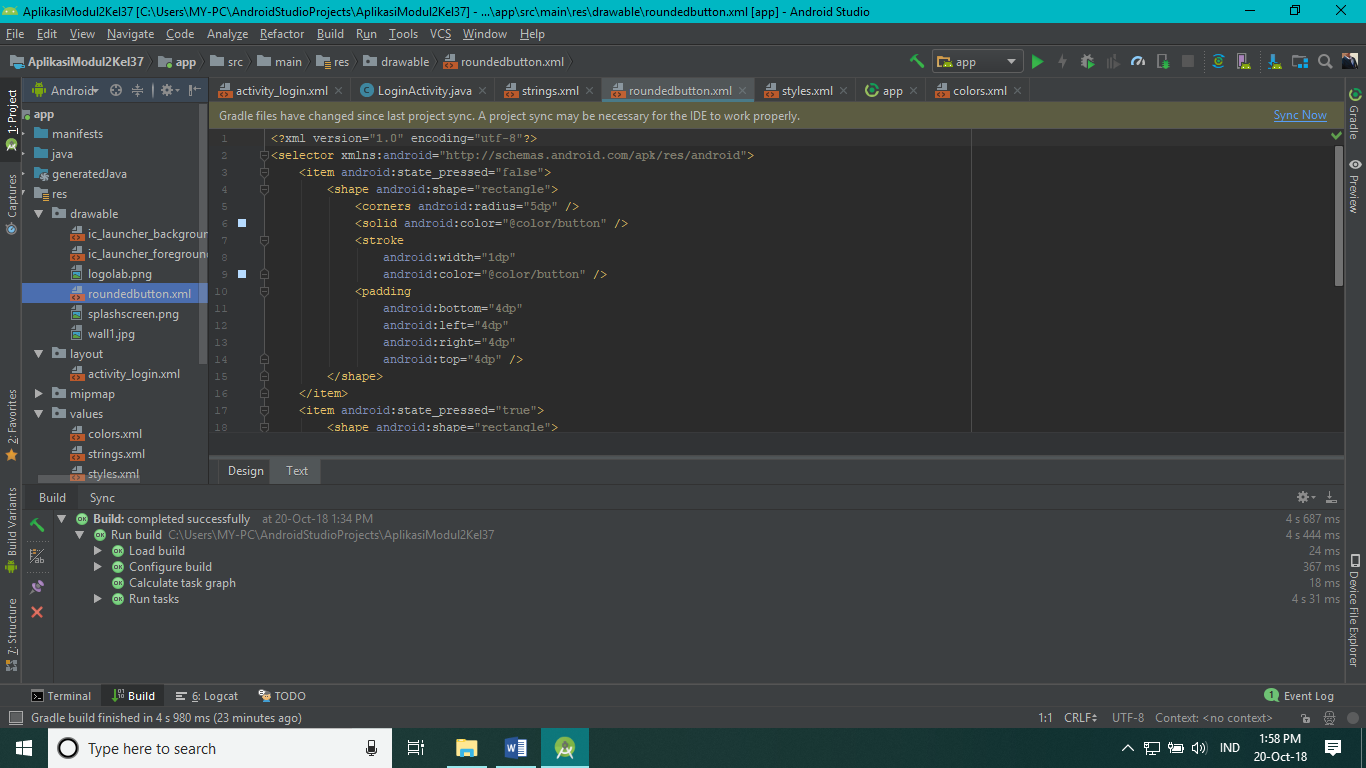 AplikasiModul2Kel37 [C:\Users\MY-PC\AndroidStudioProjects\AplikasiModul2Kel37] - ...\app\src\main\res\drawable\roundedbutton.xml [app] - Android Studio
File Edit View Navigate Code Analyze Refactor Build Run Tools VCS Window Help
AplikasiModul2Kel37 app src main res drawable roundedbutton.xml app
Android activity_login.xml LoginActivity.java strings.xml roundedbutton.xml styles.xml app colors.xml
Gradle files have changed since last project sync. A project sync may be necessary for the IDE to work properly. Sync Now
1: Project
Captures
2: Favorites
Build Variants
7: Structure
app
manifests
java
generatedJava
res
drawable
ic_launcher_backgroun
ic_launcher_foreground
logolab.png
roundedbutton.xml
splashscreen.png
wall1.jpg
layout
activity_login.xml
mipmap
values
colors.xml
strings.xml
styles.xml
1 <?xml version="1.0" encoding="utf-8"?>
2 <selector xmlns:android="http://schemas.android.com/apk/res/android">
3 <item android:state_pressed="false">
4 <shape android:shape="rectangle">
5 <corners android:radius="5dp" />
6 <solid android:color="@color/button" />
7 <stroke
8 android:width="1dp"
9 android:color="@color/button" />
10 <padding
11 android:bottom="4dp"
12 android:left="4dp"
13 android:right="4dp"
14 android:top="4dp" />
15 </shape>
16 </item>
17 <item android:state_pressed="true">
18 <shape android:shape="rectangle">
Gradle
Preview
Device File Explorer
Design Text
Build Sync
Build: completed successfully at 20-Oct-18 1:34 PM 4 s 687 ms
Run build C:\Users\MY-PC\AndroidStudioProjects\AplikasiModul2Kel37 4 s 444 ms
Load build 24 ms
Configure build 367 ms
Calculate task graph 18 ms
Run tasks 4 s 31 ms
Terminal Build 6: Logcat TODO 1 Event Log
Gradle build finished in 4 s 980 ms (23 minutes ago) 1:1 CRLF UTF-8 Context: <no context>
Type here to search IND 1:58 PM
20-Oct-18